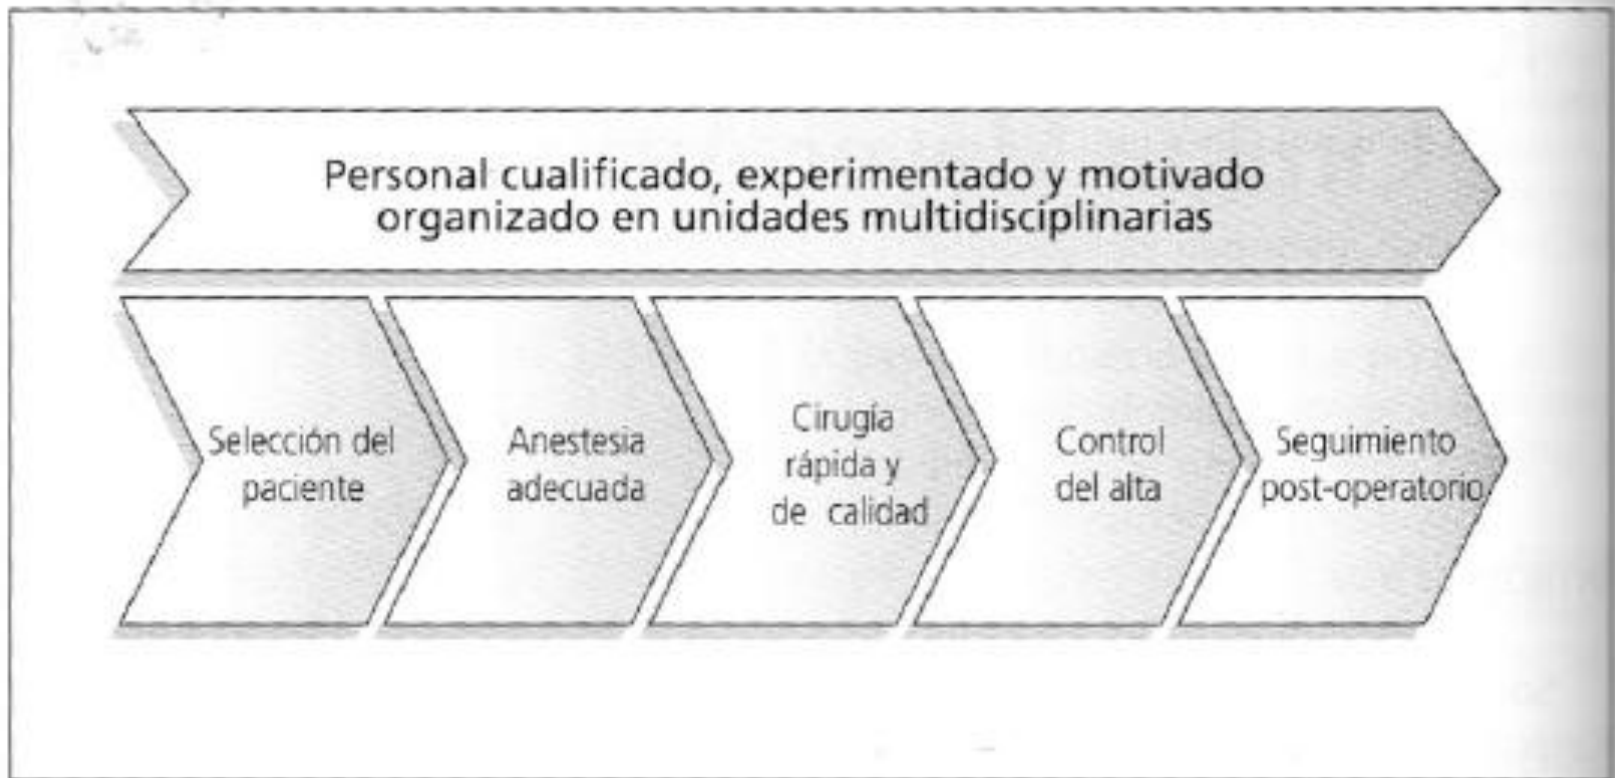 Personal cualificado, experimentado y motivado
organizado en unidades multidisciplinarias
Selección del
paciente
Anestesia
adecuada
Cirugía
rápida y
de calidad
Control
del alta
Seguimiento
post-operatorio